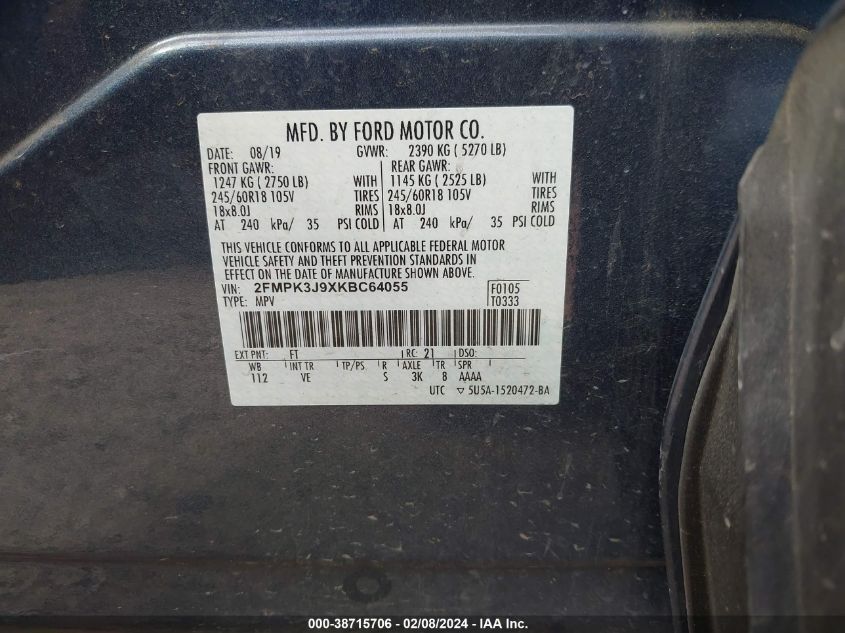 MFD. BY FORD MOTOR CO.
DATE: 08/19 GVWR: 2390 KG ( 5270 LB)
FRONT GAWR: REAR GAWR:
1247 KG ( 2750 LB) WITH 1145 KG ( 2525 LB) WITH
245/60R18 105V TIRES 245/60R18 105V TIRES
18x8.0J RIMS 18x8.0J RIMS
AT 240 kPa/ 35 PSI COLD AT 240 kPa/ 35 PSI COLD
THIS VEHICLE CONFORMS TO ALL APPLICABLE FEDERAL MOTOR
VEHICLE SAFETY AND THEFT PREVENTION STANDARDS IN
EFFECT ON THE DATE OF MANUFACTURE SHOWN ABOVE.
VIN: 2FMPK3J9XKBC64055 F0105
TYPE: MPV T0333
EXT PNT: FT RC: 21 DSO:
WB INT TR TP/PS R AXLE TR SPR
112 VE S 3K 8 AAAA
UTC ▽ 5U5A-1520472-BA
000-38715706 - 02/08/2024 - IAA Inc.